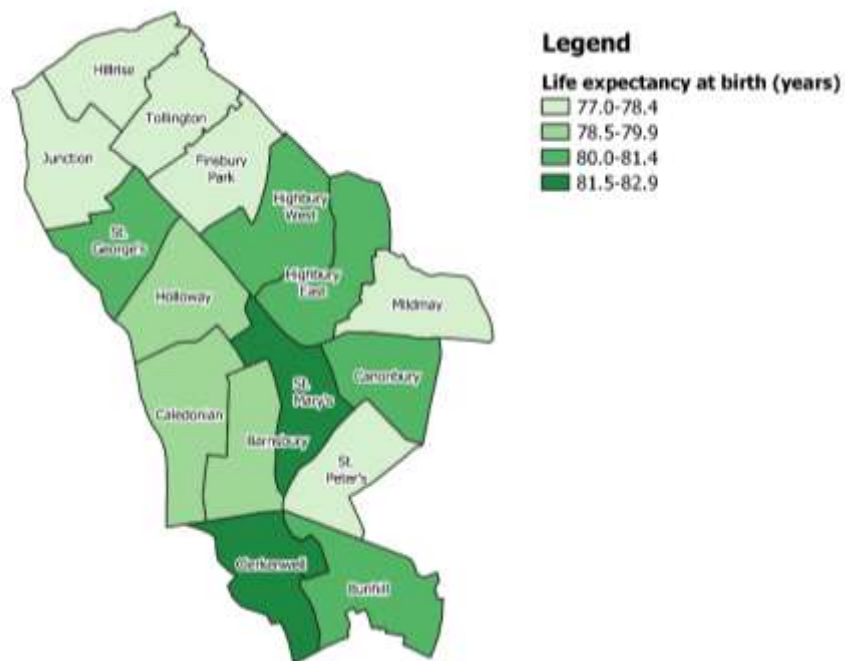 Legend
Life expectancy at birth (years)
77.0-78.4
78.5-79.9
80.0-81.4
81.5-82.9
Hillrise
Tollington
Junction
Finsbury
Park
Highbury
West
St.
George's
Highbury
East
Holloway
Mildmay
St.
Mary's
Canonbury
Caledonian
Barnsbury
St.
Peter's
Clerkenwell
Bunhill